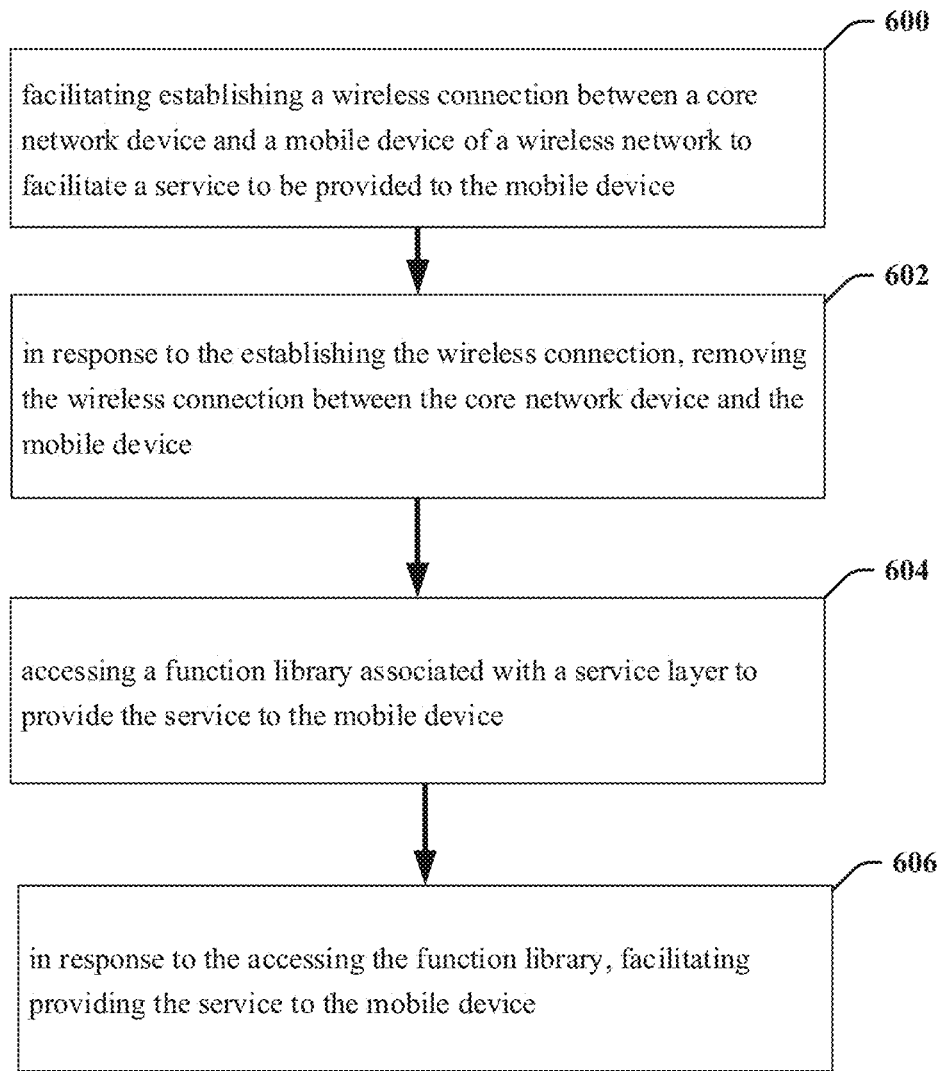 600
facilitating establishing a wireless connection between a core
network device and a mobile device of a wireless network to
facilitate a service to be provided to the mobile device
602
in response to the establishing the wireless connection, removing
the wireless connection between the core network device and the
mobile device
604
accessing a function library associated with a service layer to
provide the service to the mobile device
606
in response to the accessing the function library, facilitating
providing the service to the mobile device